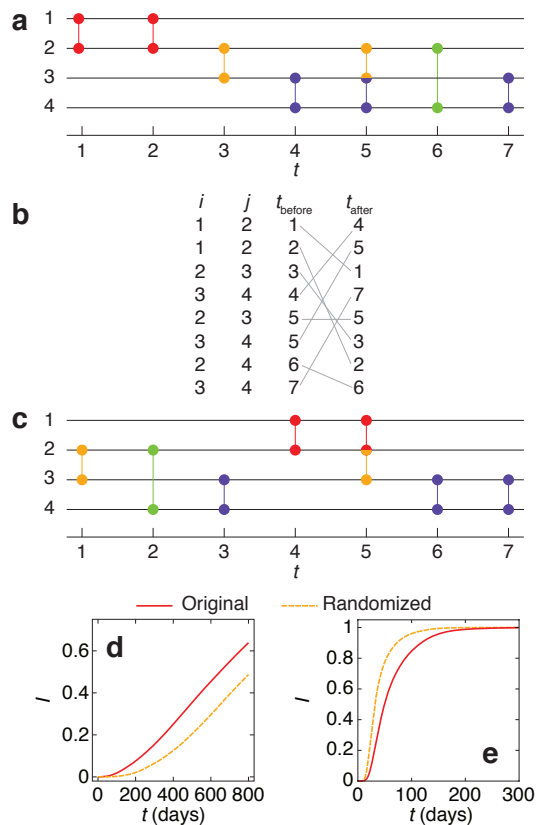 a
1
2
3
4
1 2 3 4 5 6 7
t
b
i j t_before t_after
1 2 1 4
1 2 2 5
2 3 3 1
3 4 4 7
2 3 5 5
3 4 5 3
2 4 6 2
3 4 7 6
c
1
2
3
4
1 2 3 4 5 6 7
t
Original Randomized
d
0.6
0.4
0.2
0
I
0 200 400 600 800
t (days)
e
1
0.8
0.6
0.4
0.2
0
I
0 100 200 300
t (days)